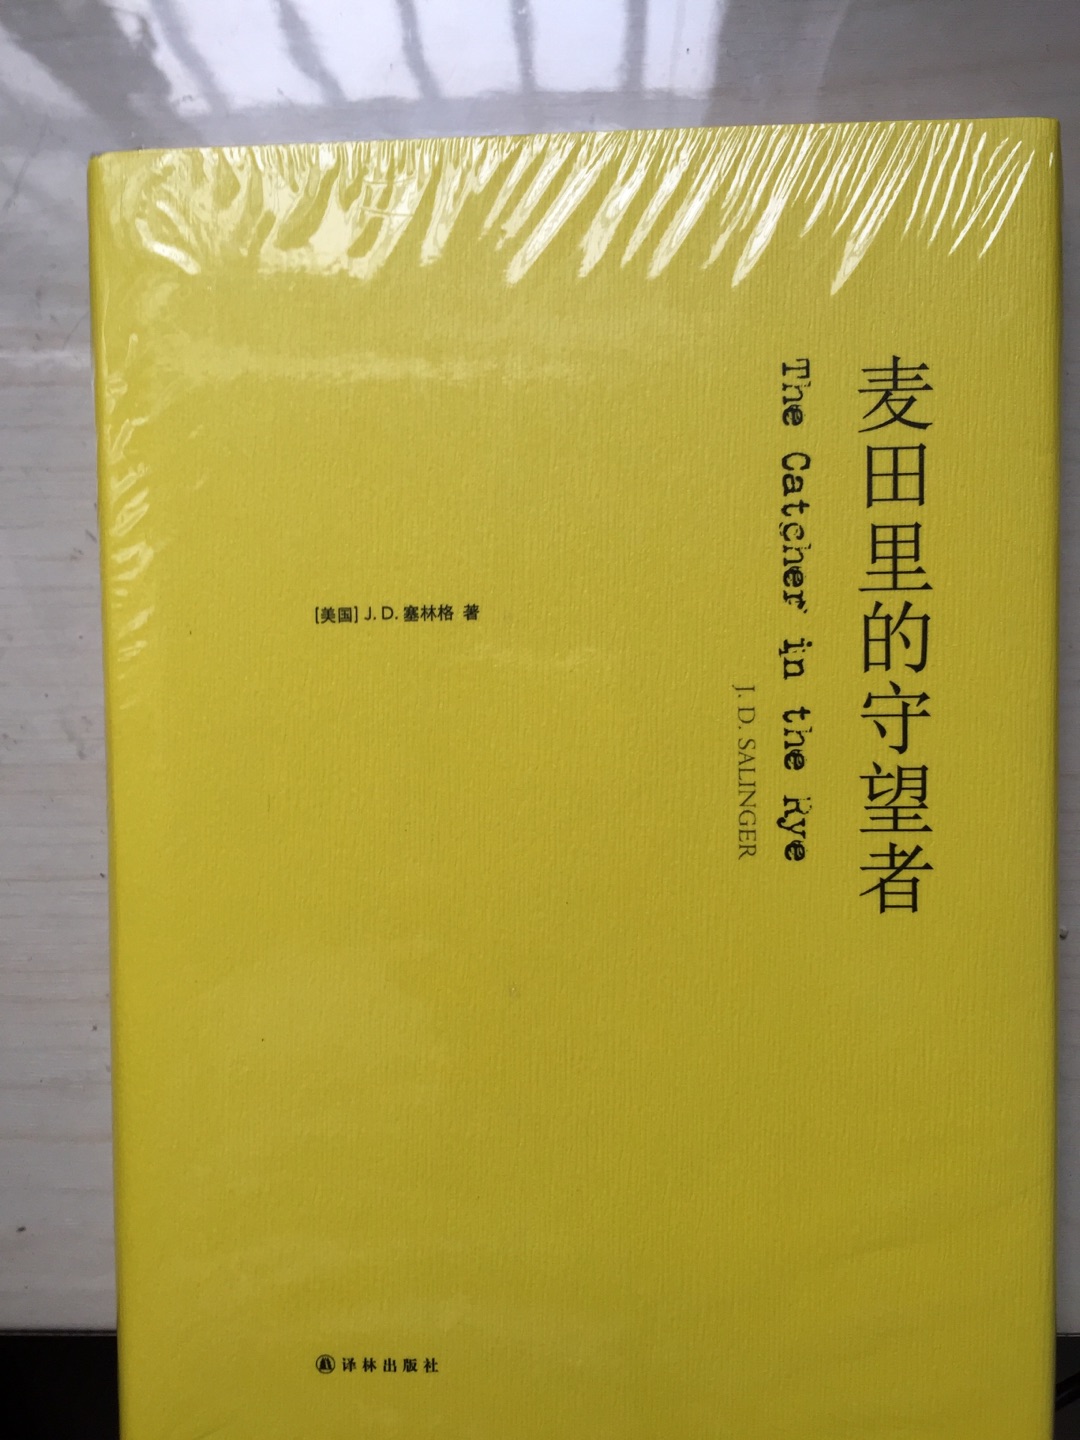 麦田里的守望者
The Catcher in the Rye
J. D. SALINGER
[美国] J. D. 塞林格 著
译林出版社